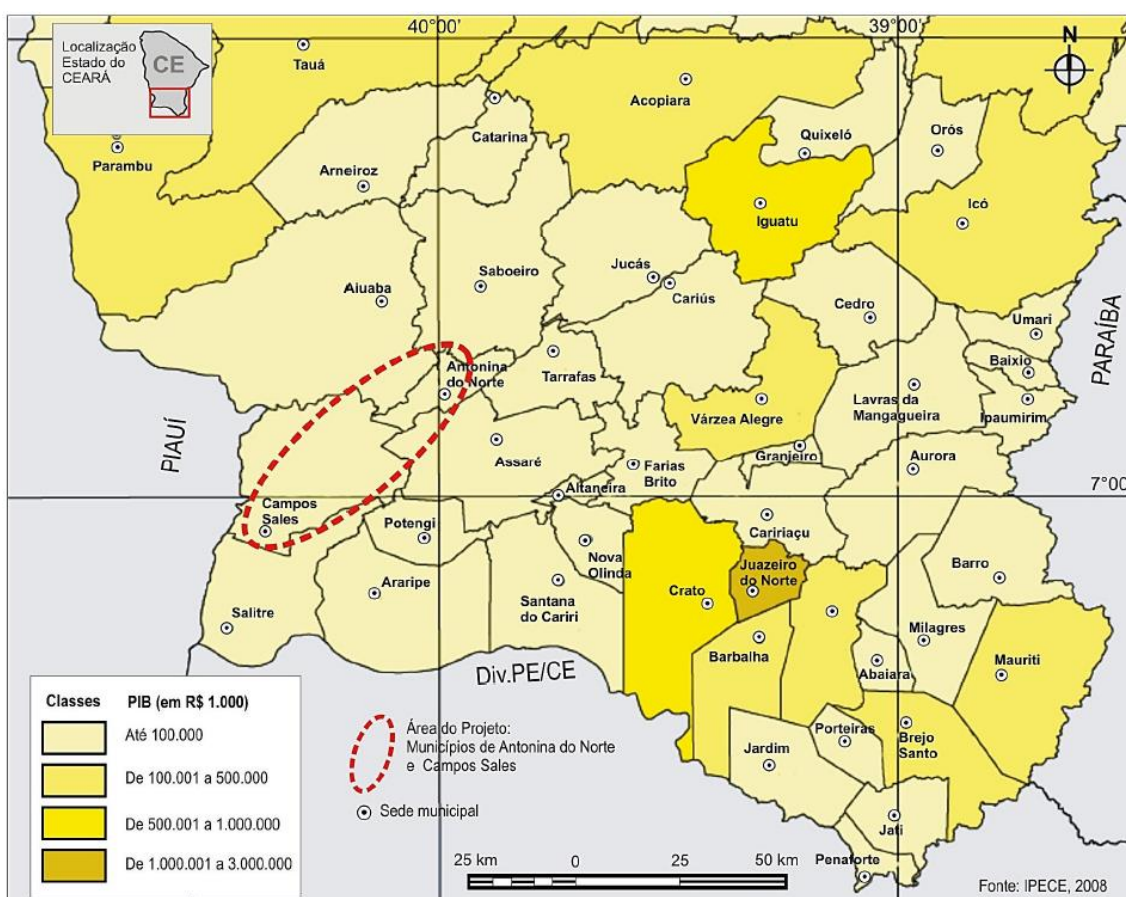 Localização
Estado do
CEARÁ
CE
40°00'
39°00'
N
Tauá
Acopiara
Catarina
Quixeló
Orós
Parambu
Arneiroz
Icó
Iguatu
Saboeiro
Jucás
Cariús
Aiuaba
Cedro
Umari
Baixio
PARAÍBA
Antonina
do Norte
Tarrafas
Lavras da
Mangagueira
Ipaumirim
Várzea Alegre
PIAUÍ
Granjeiro
Aurora
Assaré
Farias
Brito
Altaneira
7°00'
Campos
Sales
Potengi
Caririaçu
Nova
Olinda
Juazeiro
do Norte
Barro
Araripe
Crato
Santana
do Cariri
Salitre
Milagres
Barbalha
Abaiara
Mauriti
Div.PE/CE
Porteiras
Brejo
Santo
Jardim
Jati
Penaforte
Classes PIB (em R$ 1.000)
Até 100.000
De 100.001 a 500.000
De 500.001 a 1.000.000
De 1.000.001 a 3.000.000
Área do Projeto:
Municípios de Antonina do Norte
e Campos Sales
Sede municipal
25 km 0 25 50 km
Fonte: IPECE, 2008